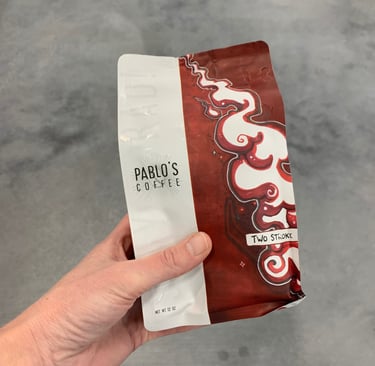 PABLO'S
COFFEE
TWO STROKE
NET WT 12 OZ